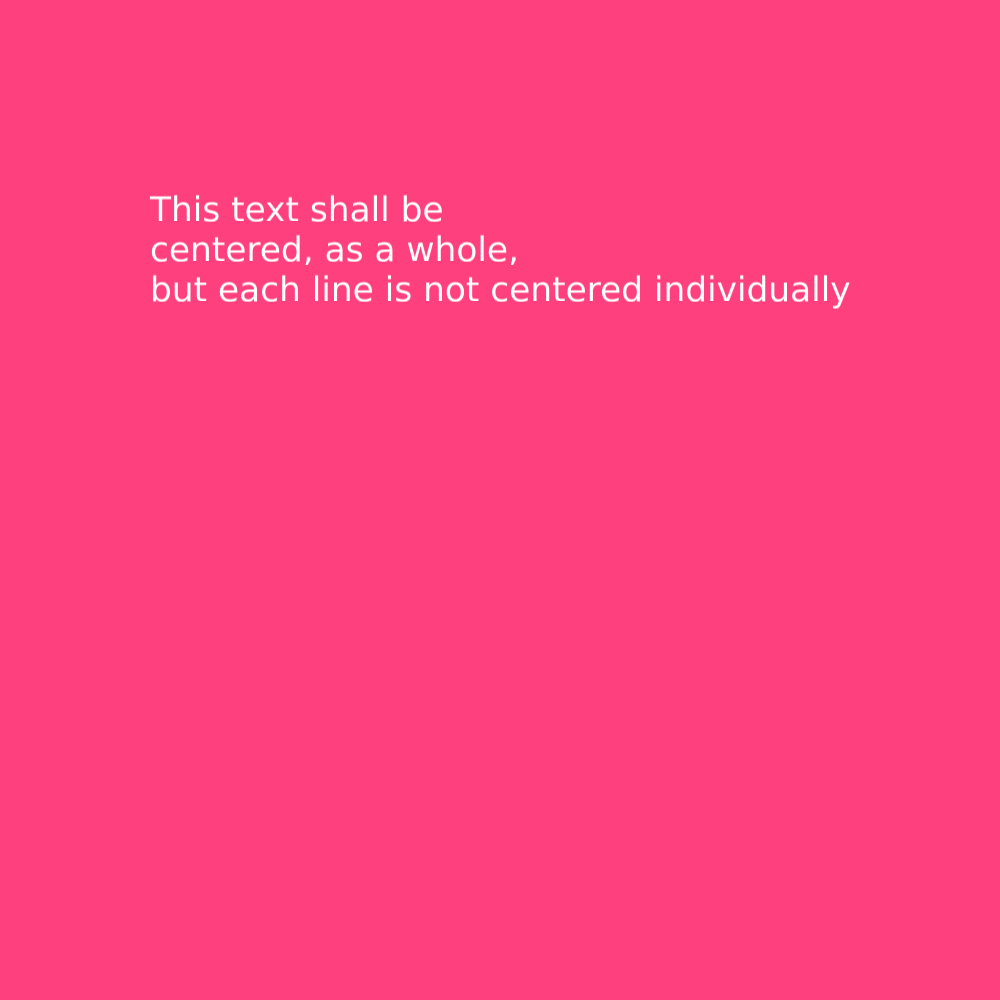 This text shall be
centered, as a whole,
but each line is not centered individually